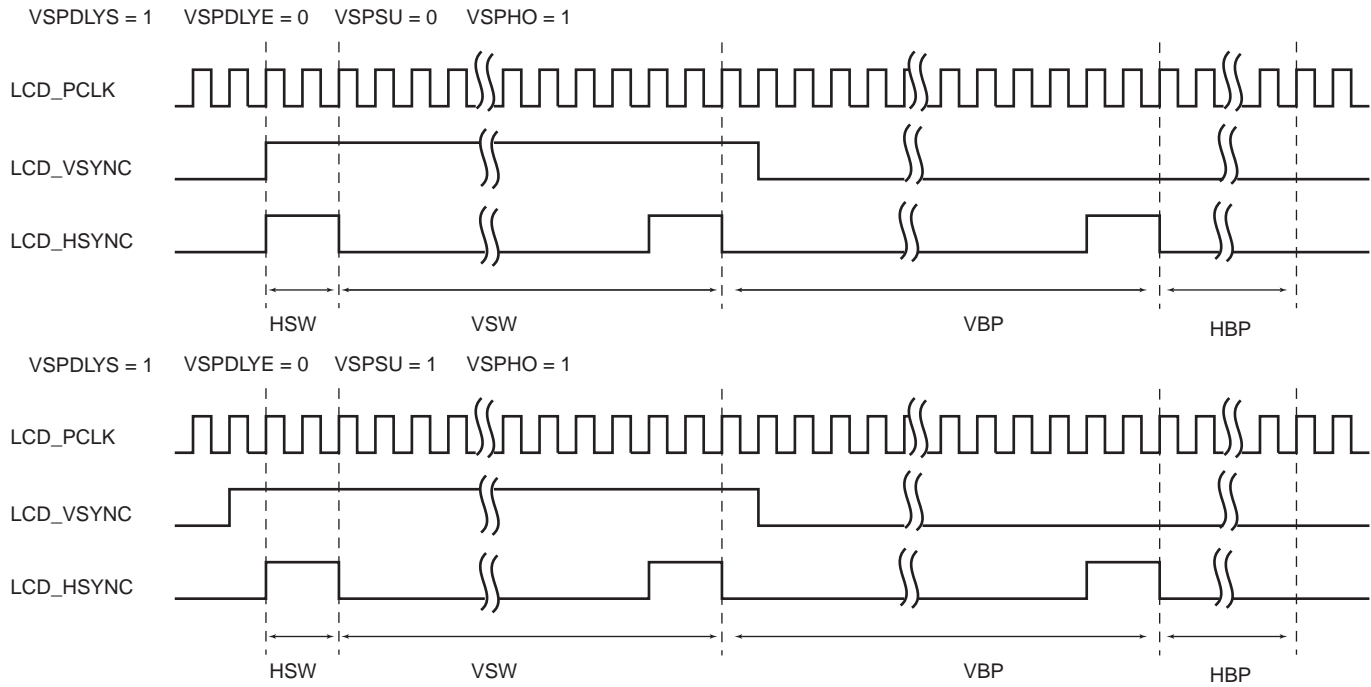 VSPDLYS = 1 VSPDLYE = 0 VSPSU = 0 VSPHO = 1
LCD_PCLK
LCD_VSYNC
LCD_HSYNC
HSW VSW VBP HBP
VSPDLYS = 1 VSPDLYE = 0 VSPSU = 1 VSPHO = 1
LCD_PCLK
LCD_VSYNC
LCD_HSYNC
HSW VSW VBP HBP